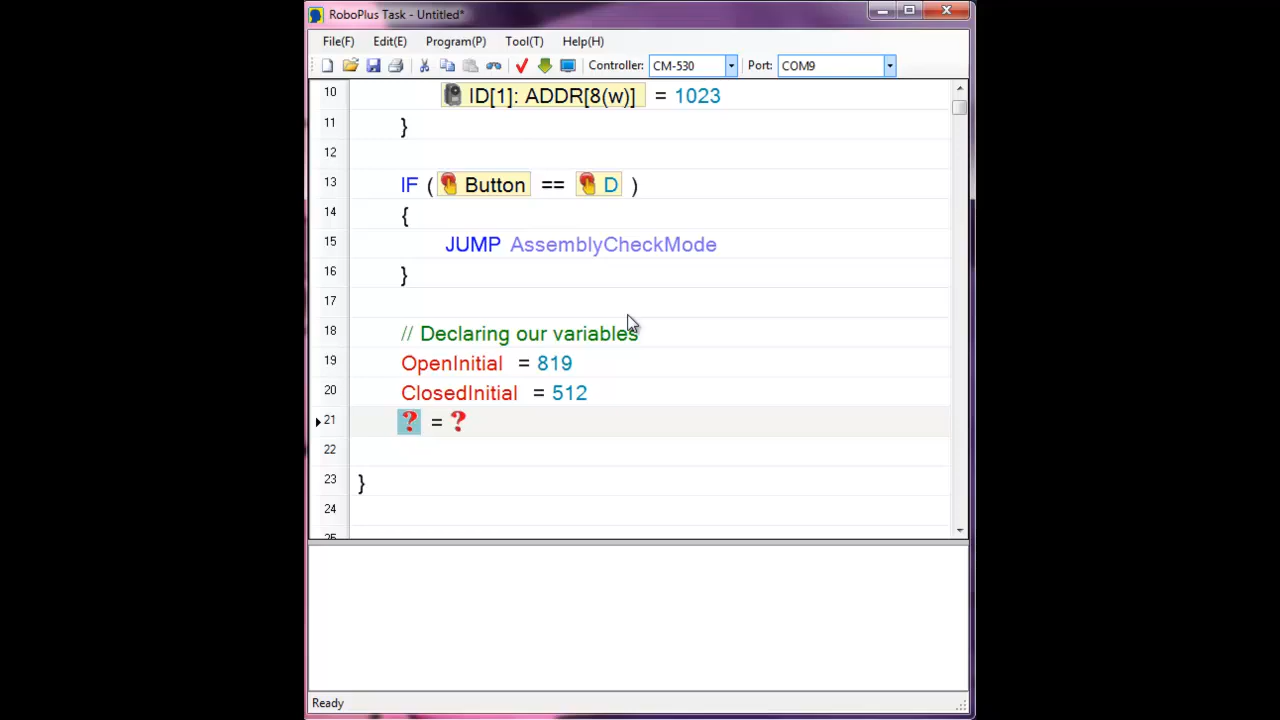 RoboPlus Task - Untitled*
File(F) Edit(E) Program(P) Tool(T) Help(H)
Controller: CM-530 Port: COM9
10 ID[1]: ADDR[8(w)] = 1023
11 }
12
13 IF ( Button == D )
14 {
15 JUMP AssemblyCheckMode
16 }
17
18 // Declaring our variables
19 OpenInitial = 819
20 ClosedInitial = 512
21 ? = ?
22
23 }
24
25
Ready